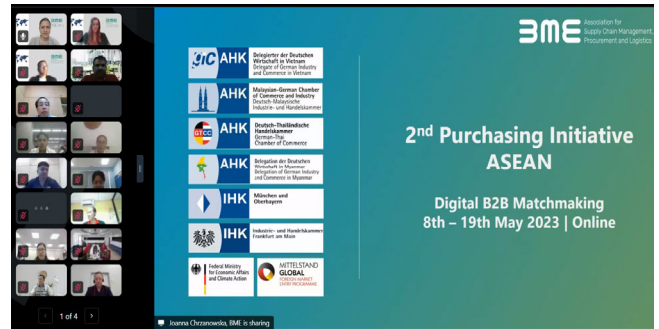 BME
Association for
Supply Chain Management,
Procurement and Logistics
GIC AHK
Delegierter der Deutschen
Wirtschaft in Vietnam
Delegate of German Industry
and Commerce in Vietnam
AHK
Malaysian-German Chamber
of Commerce and Industry
Deutsch-Malaysische
Industrie- und Handelskammer
GTCC AHK
Deutsch-Thailändische
Handelskammer
German-Thai
Chamber of Commerce
AHK
Delegation der Deutschen
Wirtschaft in Myanmar
Delegation of German Industry
and Commerce in Myanmar
IHK
München und
Oberbayern
IHK
Industrie- und Handelskammer
Frankfurt am Main
Federal Ministry
for Economic Affairs
and Climate Action
MITTELSTAND
GLOBAL
FOREIGN MARKET
ENTRY PROGRAMME
2nd Purchasing Initiative
ASEAN
Digital B2B Matchmaking
8th – 19th May 2023 | Online
1 of 4
Joanna Chrzanowska, BME is sharing